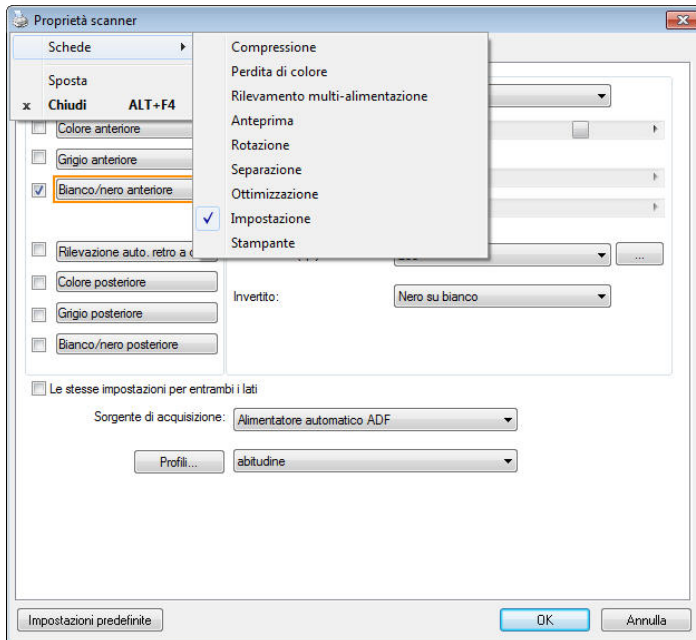 Proprietà scanner
Schede
Sposta
x Chiudi ALT+F4
Compressione
Perdita di colore
Rilevamento multi-alimentazione
Anteprima
Rotazione
Separazione
Ottimizzazione
Impostazione
Stampante
Colore anteriore
Grigio anteriore
Bianco/nero anteriore
Rilevazione auto. retro a
Colore posteriore
Grigio posteriore
Bianco/nero posteriore
...
Invertito: Nero su bianco
Le stesse impostazioni per entrambi i lati
Sorgente di acquisizione: Alimentatore automatico ADF
Profili... abitudine
Impostazioni predefinite OK Annulla